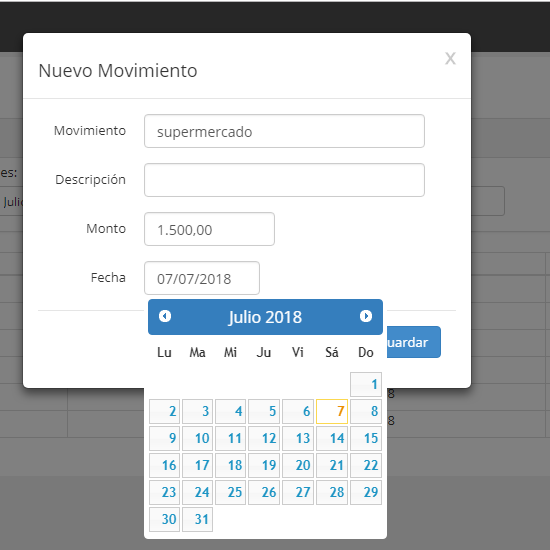 Nuevo Movimiento
X
Movimiento supermercado
es:
Descripción
Monto 1.500,00
Fecha 07/07/2018
Julio 2018
uardar
Lu Ma Mi Ju Vi Sá Do
1
2 3 4 5 6 7 8
8
9 10 11 12 13 14 15
8
16 17 18 19 20 21 22
23 24 25 26 27 28 29
30 31